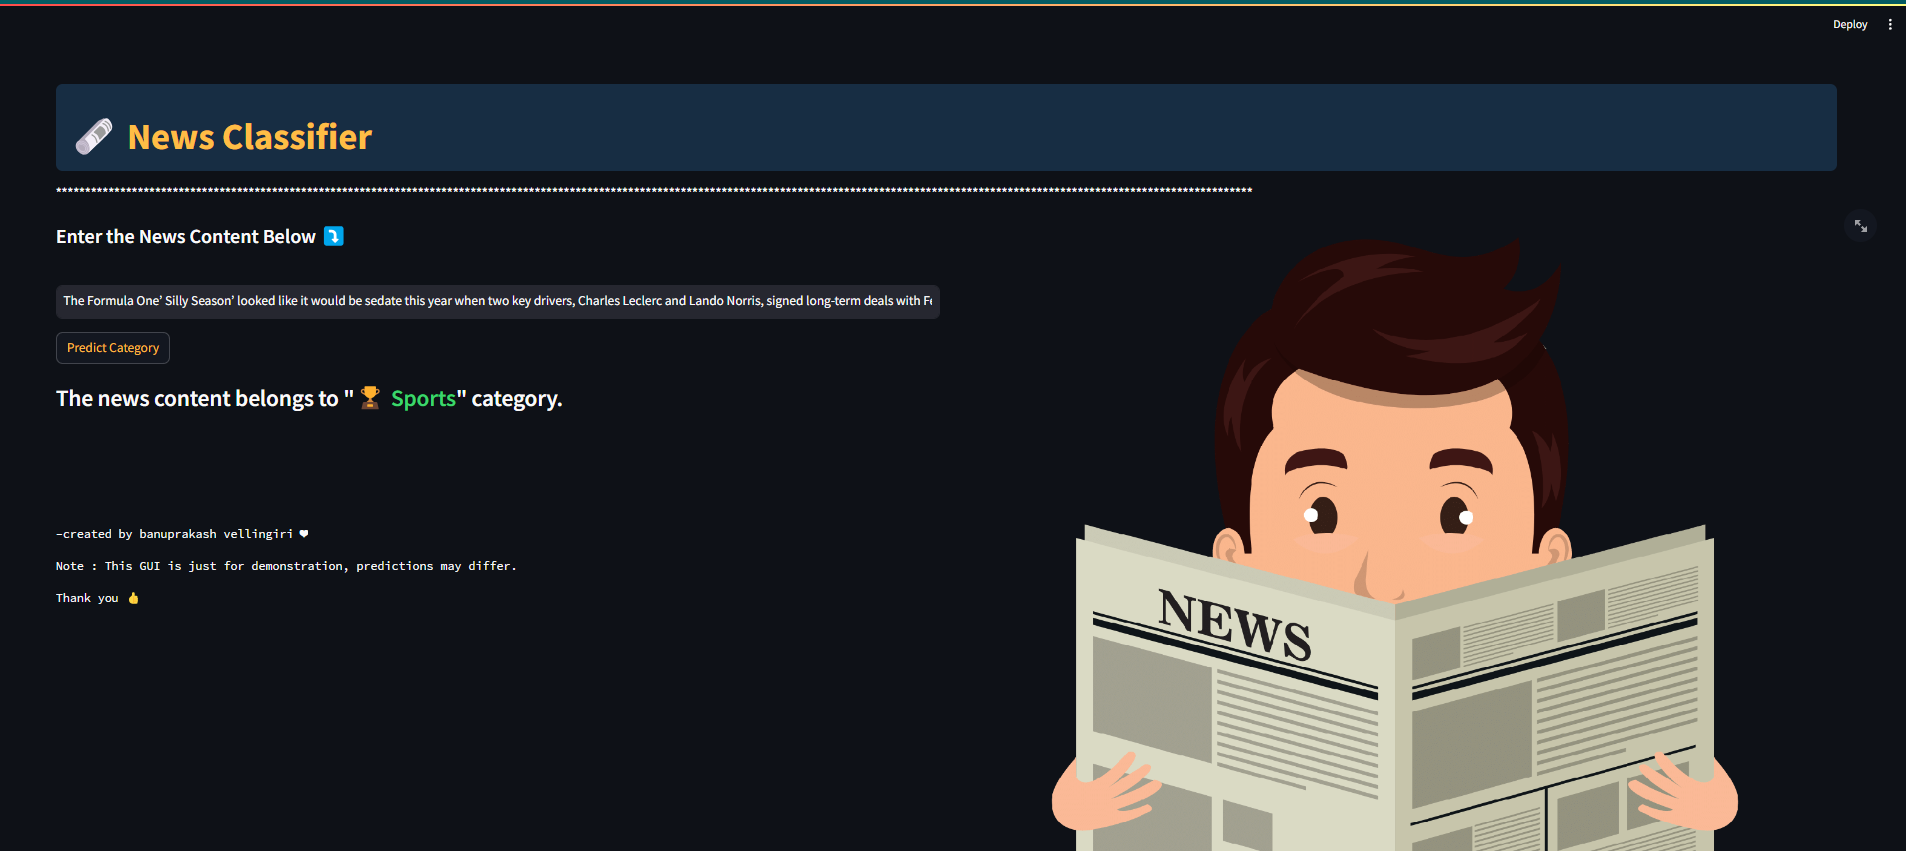 Deploy
News Classifier
****************************************************************************************************************************************************************************************************************
Enter the News Content Below
The Formula One’ Silly Season’ looked like it would be sedate this year when two key drivers, Charles Leclerc and Lando Norris, signed long-term deals with
Predict Category
The news content belongs to " 🏆 Sports" category.
-created by banuprakash vellingiri ♥
Note : This GUI is just for demonstration, predictions may differ.
Thank you 👍
NEWS